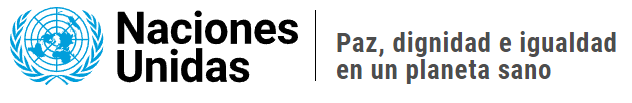 Naciones
Unidas
Paz, dignidad e igualdad
en un planeta sano